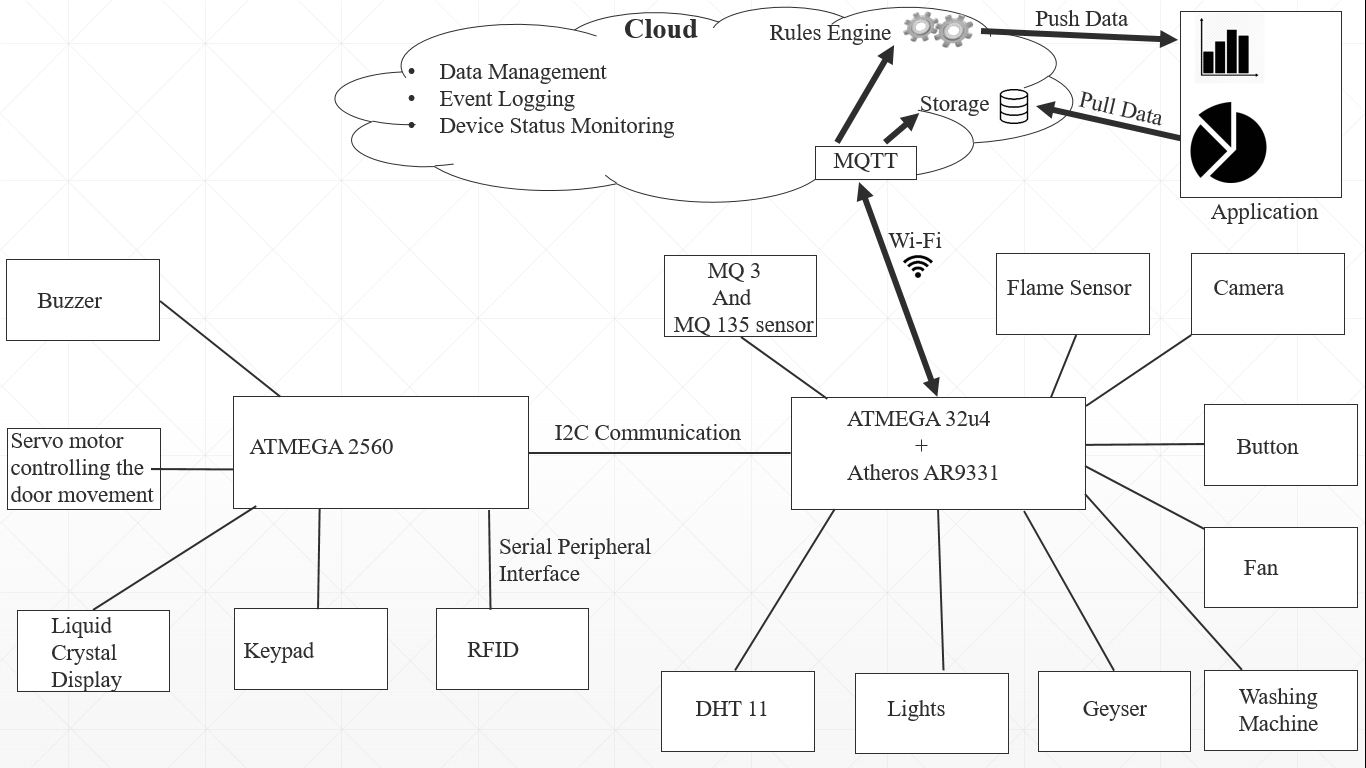 Cloud
Rules Engine
Push Data
• Data Management
• Event Logging
• Device Status Monitoring
Storage
Pull Data
MQTT
Application
Wi-Fi
MQ 3
And
MQ 135 sensor
Flame Sensor
Camera
Buzzer
Servo motor
controlling the
door movement
ATMEGA 2560
I2C Communication
ATMEGA 32u4
+
Atheros AR9331
Button
Serial Peripheral
Interface
Fan
Liquid
Crystal
Display
Keypad
RFID
DHT 11
Lights
Geyser
Washing
Machine